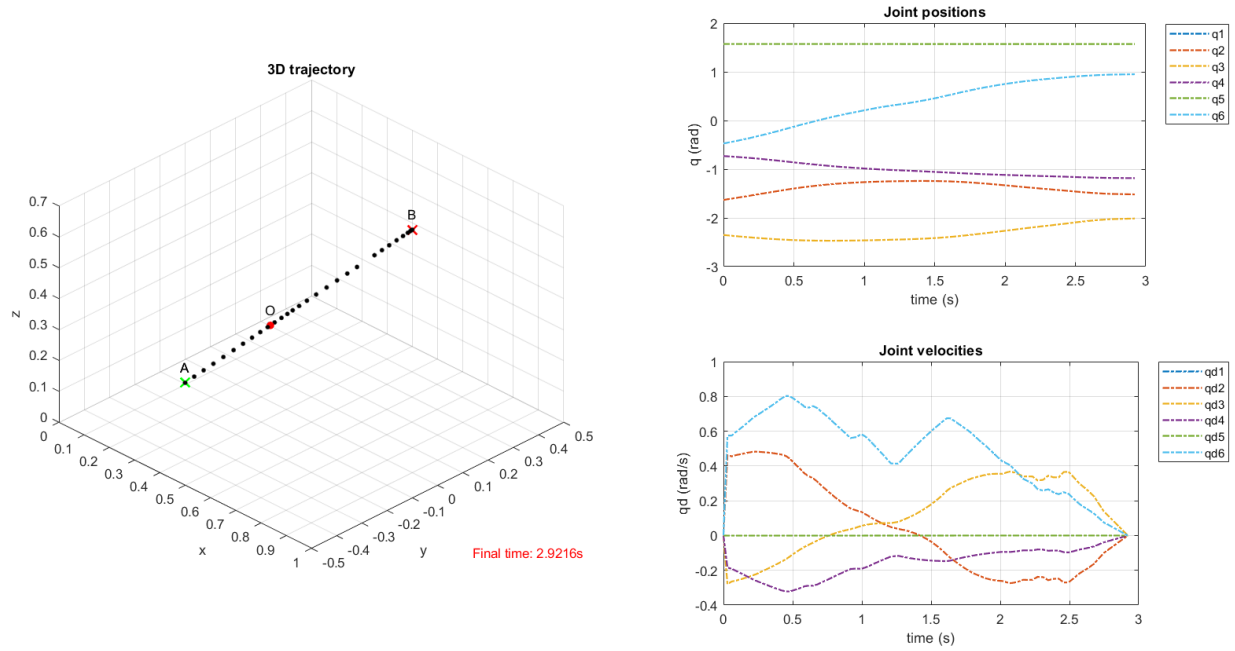 3D trajectory
0.7
0.6
0.5
0.4
0.3
0.2
0.1
0
z
A
O
B
0
0.1
0.2
0.3
0.4
0.5
0.6
0.7
0.8
0.9
1
x
-0.5
-0.4
-0.3
-0.2
-0.1
0
0.1
0.2
0.3
0.4
0.5
y
Final time: 2.9216s
Joint positions
2
1
0
-1
-2
-3
q (rad)
0 0.5 1 1.5 2 2.5 3
time (s)
q1
q2
q3
q4
q5
q6
Joint velocities
1
0.8
0.6
0.4
0.2
0
-0.2
-0.4
qd (rad/s)
0 0.5 1 1.5 2 2.5 3
time (s)
qd1
qd2
qd3
qd4
qd5
qd6